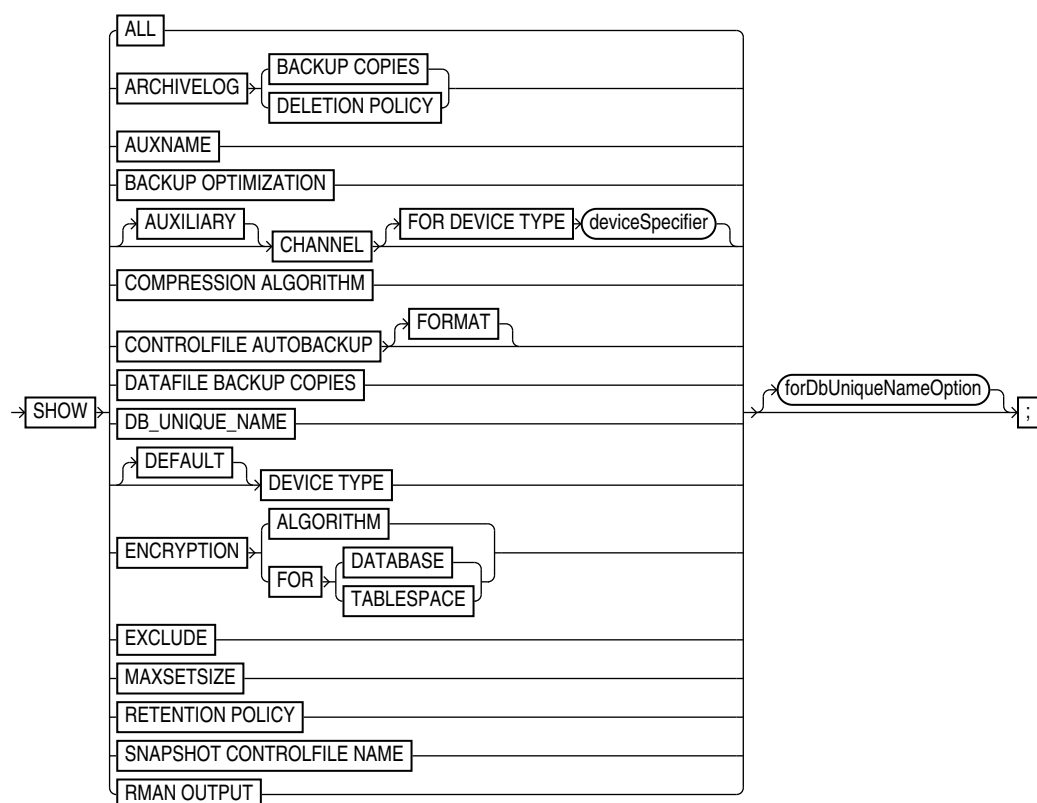 ALL
ARCHIVELOG
BACKUP COPIES
DELETION POLICY
AUXNAME
BACKUP OPTIMIZATION
AUXILIARY
CHANNEL
FOR DEVICE TYPE
deviceSpecifier
COMPRESSION ALGORITHM
CONTROLFILE AUTOBACKUP
FORMAT
DATAFILE BACKUP COPIES
SHOW
DB_UNIQUE_NAME
forDbUniqueNameOption
;
DEFAULT
DEVICE TYPE
ENCRYPTION
ALGORITHM
FOR
DATABASE
TABLESPACE
EXCLUDE
MAXSETSIZE
RETENTION POLICY
SNAPSHOT CONTROLFILE NAME
RMAN OUTPUT